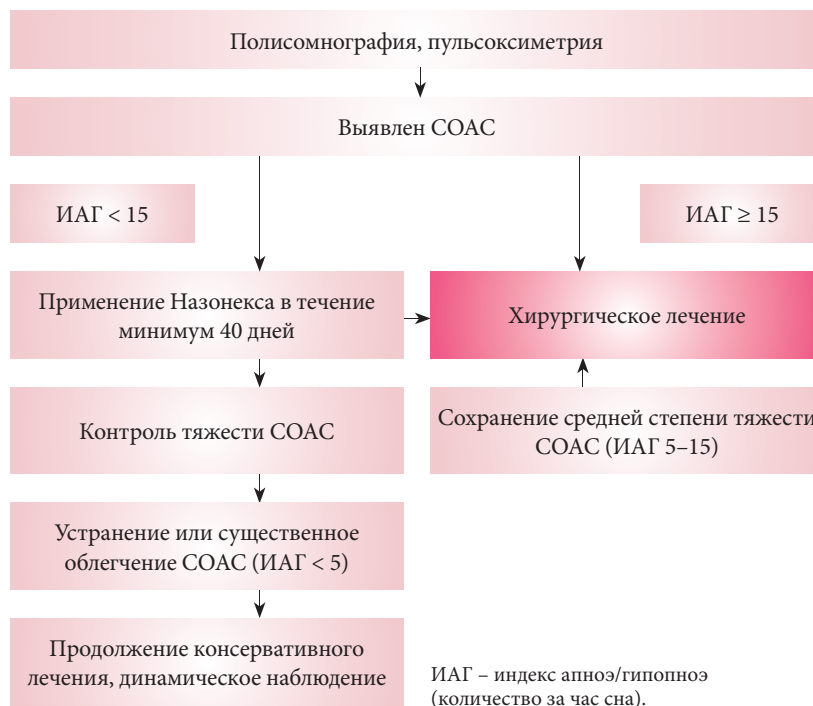 Полисомнография, пульсоксиметрия
Выявлен СОАС
ИАГ < 15
ИАГ ≥ 15
Применение Назонекса в течение
минимум 40 дней
Хирургическое лечение
Контроль тяжести СОАС
Сохранение средней степени тяжести
СОАС (ИАГ 5–15)
Устранение или существенное
облегчение СОАС (ИАГ < 5)
Продолжение консервативного
лечения, динамическое наблюдение
ИАГ – индекс апноэ/гипопноэ
(количество за час сна).